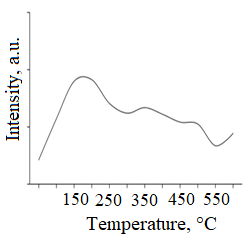 Intensity, a.u.
150 250 350 450 550
Temperature, °C